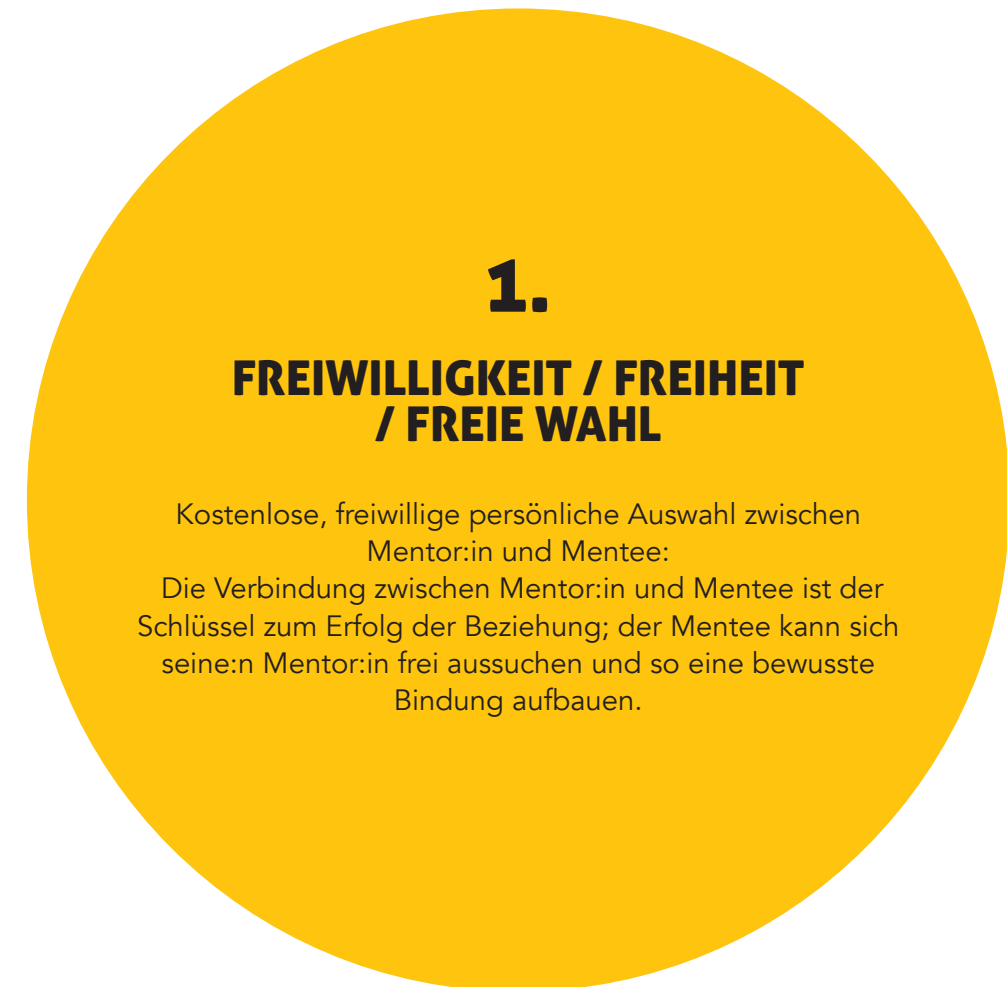 1.
FREIWILLIGKEIT / FREIHEIT
/ FREIE WAHL
Kostenlose, freiwillige persönliche Auswahl zwischen
Mentor:in und Mentee:
Die Verbindung zwischen Mentor:in und Mentee ist der
Schlüssel zum Erfolg der Beziehung; der Mentee kann sich
seine:n Mentor:in frei aussuchen und so eine bewusste
Bindung aufbauen.